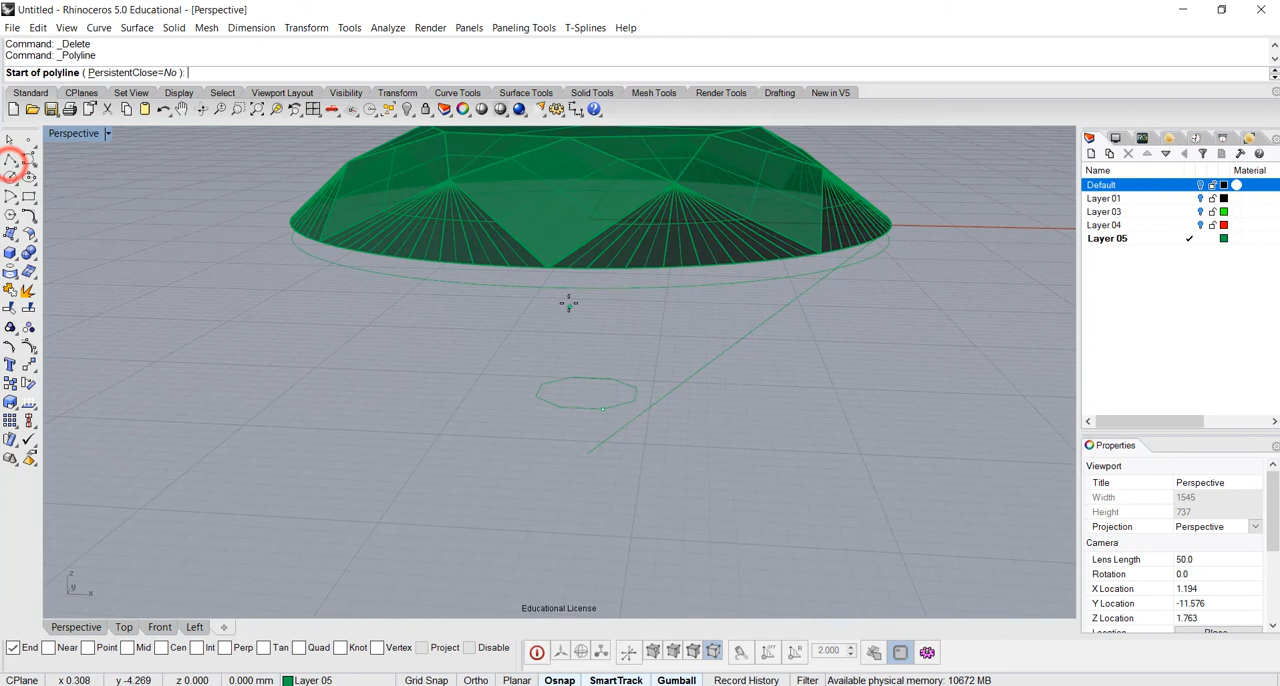 Untitled - Rhinoceros 5.0 Educational - [Perspective]
File Edit View Curve Surface Solid Mesh Dimension Transform Tools Analyze Render Panels Paneling Tools T-Splines Help
Command: _Delete
Command: _Polyline
Start of polyline ( PersistentClose=No ):
Standard CPlanes Set View Display Select Viewport Layout Visibility Transform Curve Tools Surface Tools Solid Tools Mesh Tools Render Tools Drafting New in V5
Perspective
Name Material
Default
Layer 01
Layer 03
Layer 04
Layer 05
Properties
Viewport
Title Perspective
Width 1545
Height 737
Projection Perspective
Camera
Lens Length 50.0
Rotation 0.0
X Location 1.194
Y Location -11.576
Z Location 1.763
Location Place
z
y x
Educational License
Perspective Top Front Left
End Near Point Mid Cen Int Perp Tan Quad Knot Vertex Project Disable 2.000
CPlane x 0.308 y -4.269 z 0.000 0.000 mm Layer 05 Grid Snap Ortho Planar Osnap SmartTrack Gumball Record History Filter Available physical memory: 10672 MB